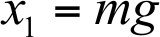 x₁ = mg